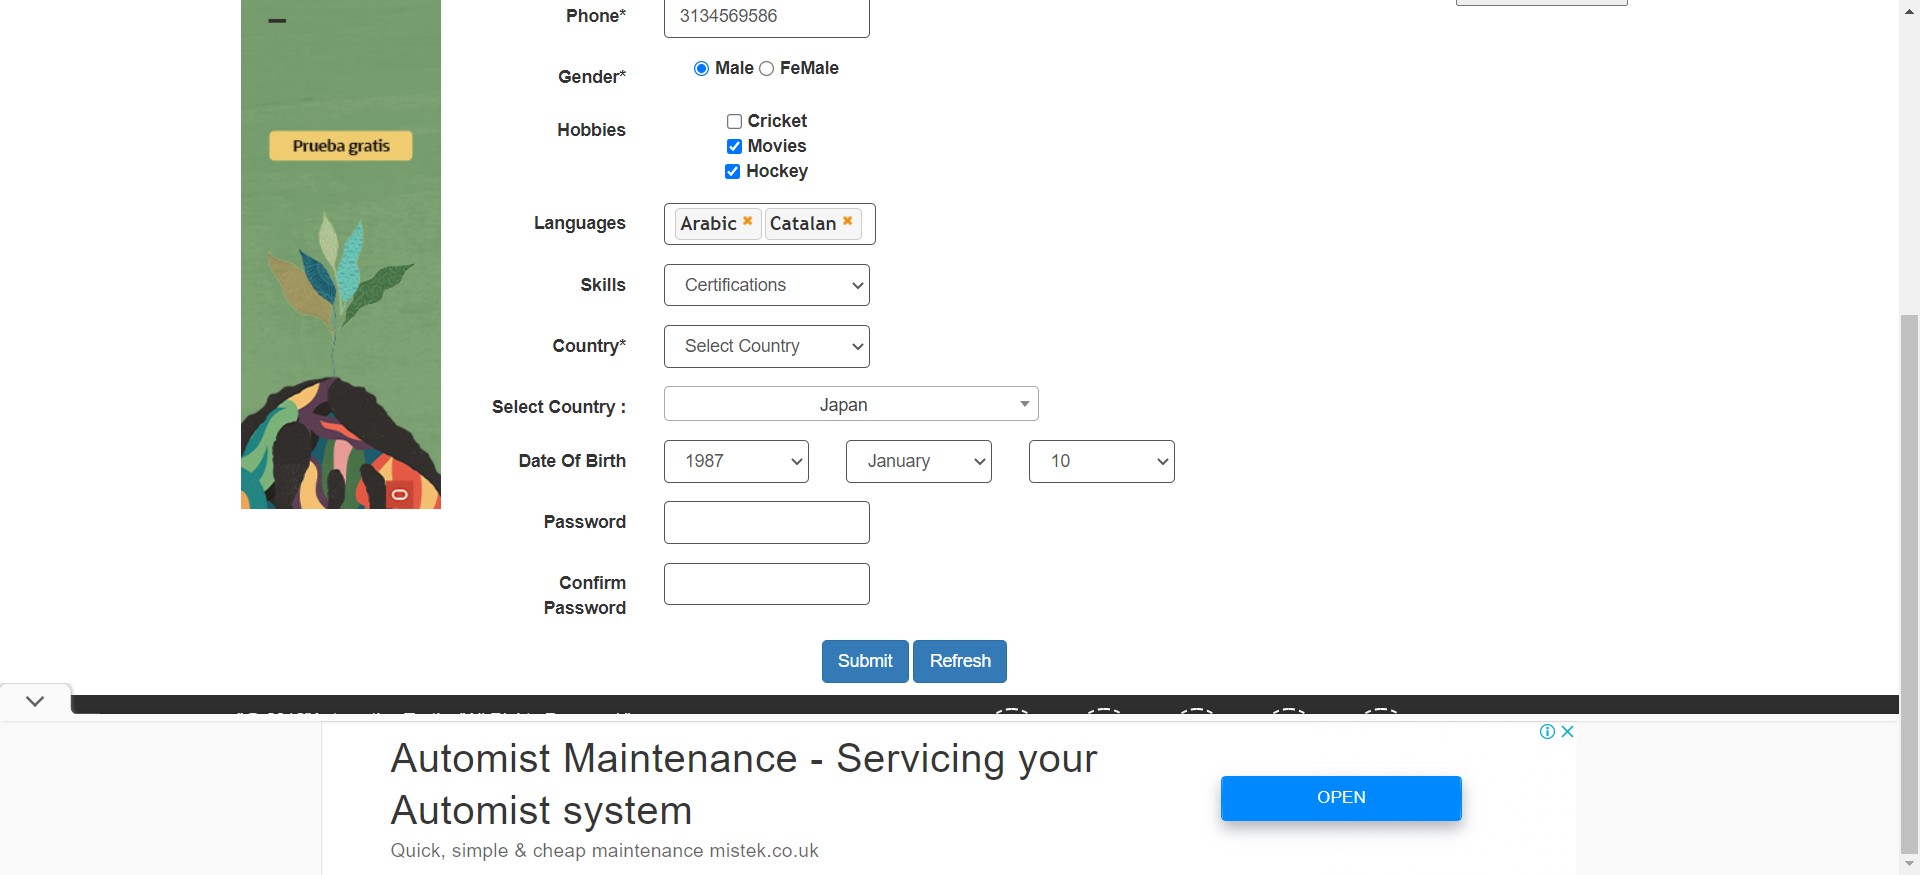 Phone* 3134569586
Gender* Male FeMale
Prueba gratis
Hobbies
Cricket
Movies
Hockey
Languages Arabic Catalan
Skills Certifications
Country* Select Country
Select Country : Japan
Date Of Birth 1987 January 10
Password
Confirm
Password
Submit Refresh
Automist Maintenance - Servicing your
Automist system
OPEN
Quick, simple & cheap maintenance mistek.co.uk